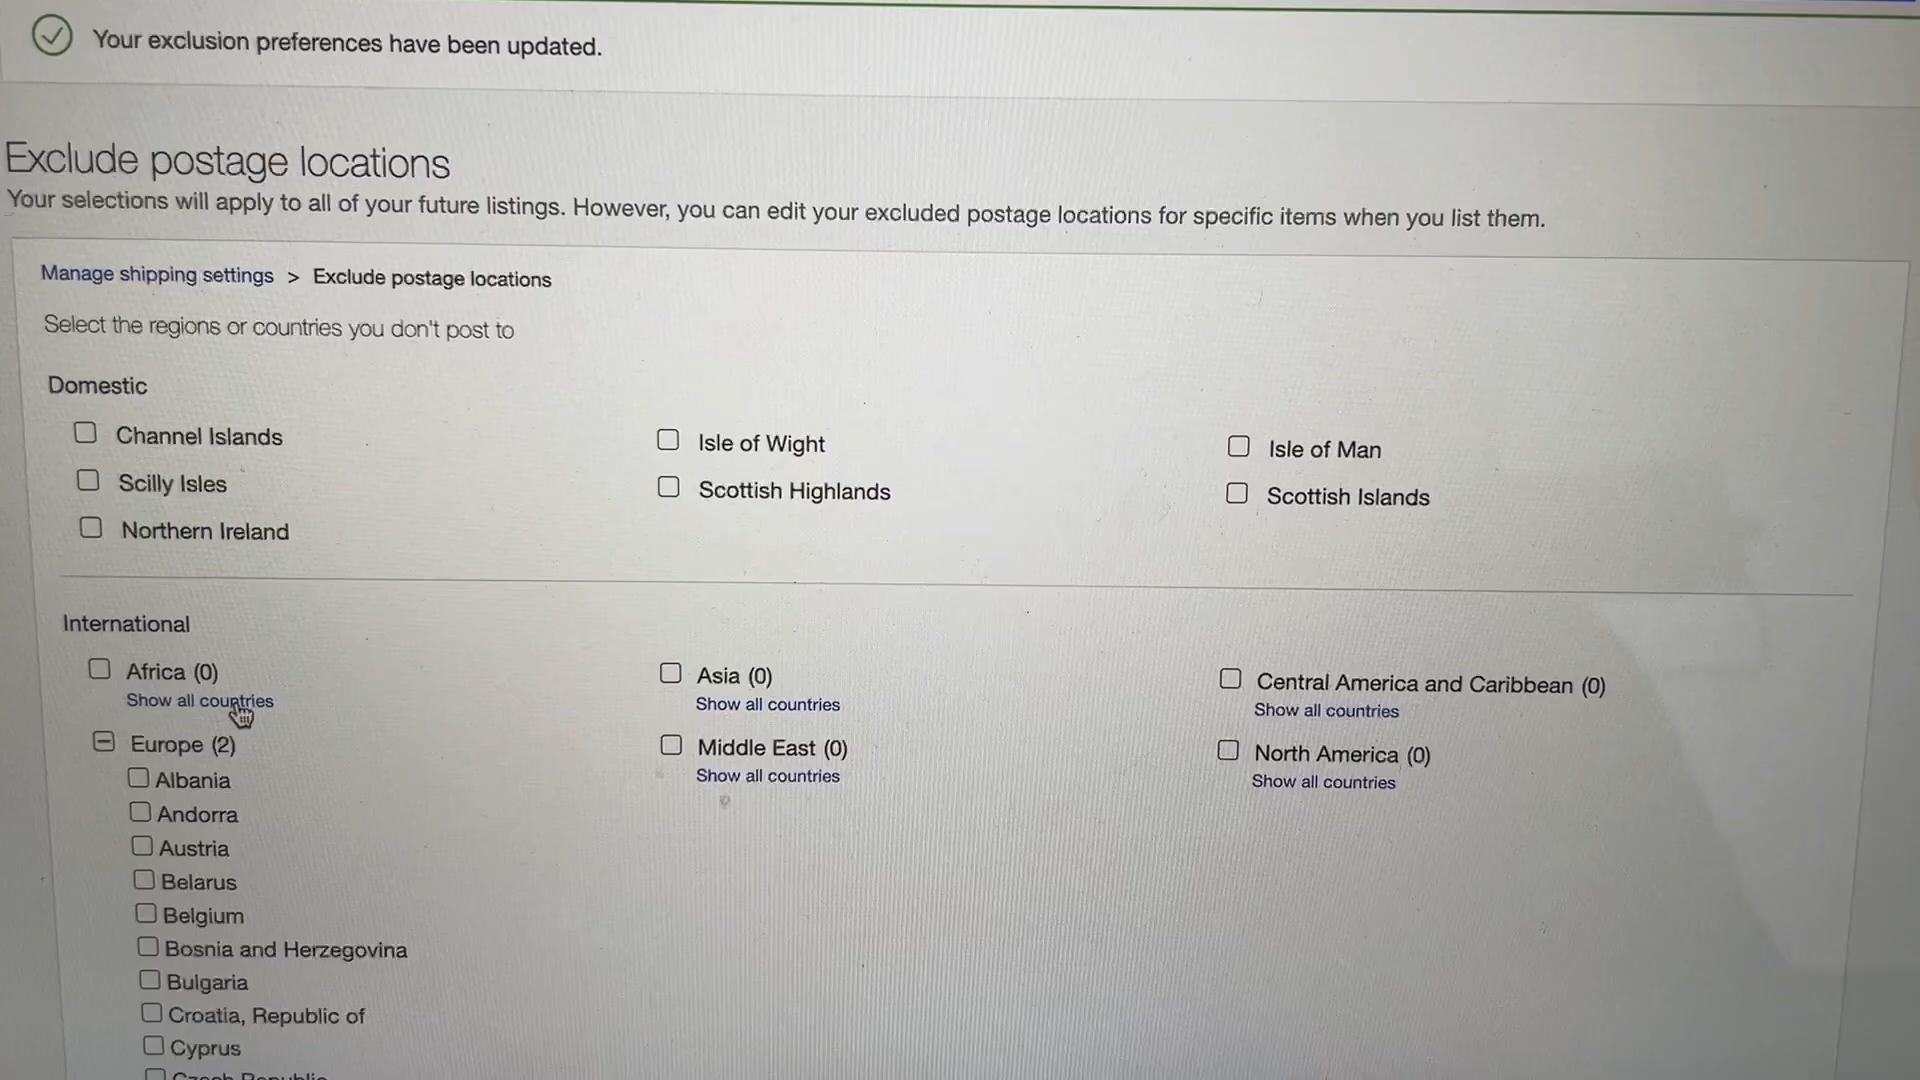 Your exclusion preferences have been updated.
Exclude postage locations
Your selections will apply to all of your future listings. However, you can edit your excluded postage locations for specific items when you list them.
Manage shipping settings > Exclude postage locations
Select the regions or countries you don't post to
Domestic
Channel Islands
Isle of Wight
Isle of Man
Scilly Isles
Scottish Highlands
Scottish Islands
Northern Ireland
International
Africa (0)
Asia (0)
Central America and Caribbean (0)
Show all countries
Show all countries
Show all countries
Europe (2)
Middle East (0)
North America (0)
Show all countries
Show all countries
Albania
Andorra
Austria
Belarus
Belgium
Bosnia and Herzegovina
Bulgaria
Croatia, Republic of
Cyprus
Czech Republic